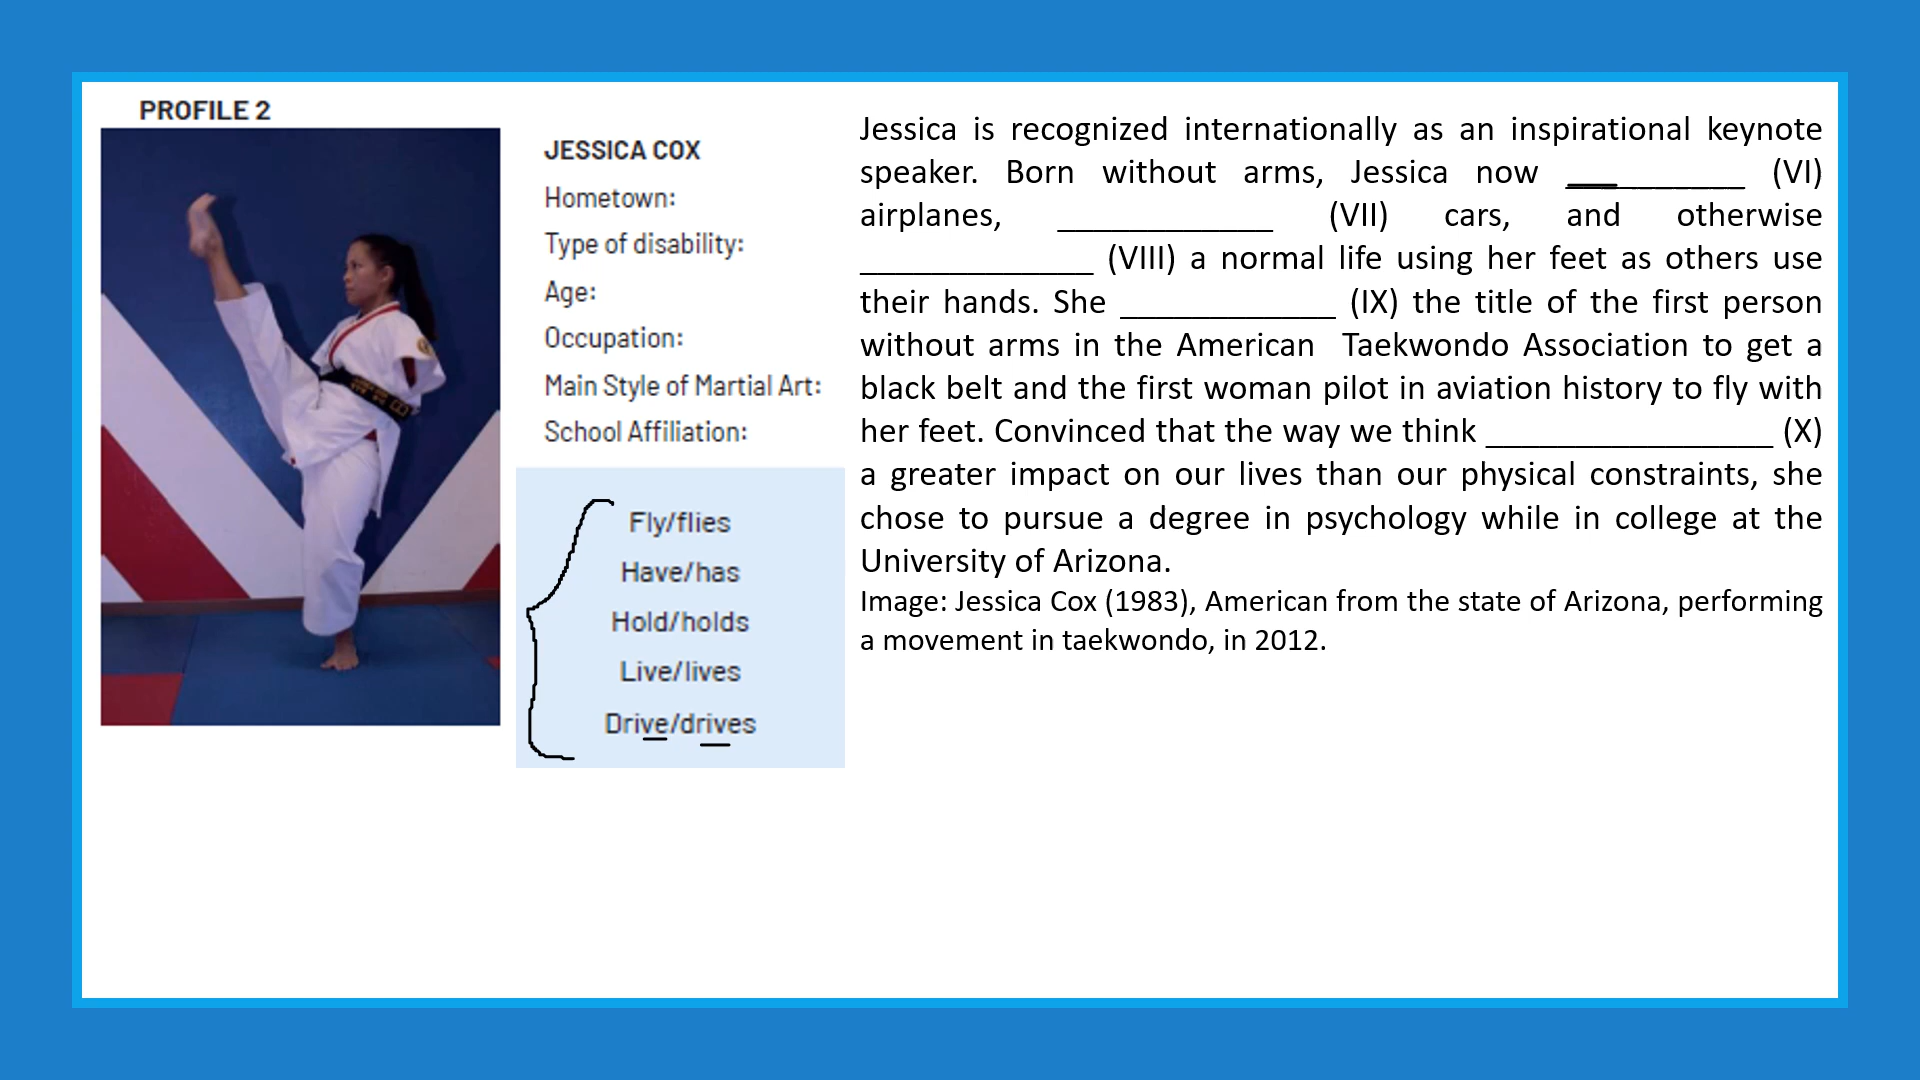 PROFILE 2
JESSICA COX
Hometown:
Type of disability:
Age:
Occupation:
Main Style of Martial Art:
School Affiliation:
Fly/flies
Have/has
Hold/holds
Live/lives
Drive/drives
Jessica is recognized internationally as an inspirational keynote
speaker. Born without arms, Jessica now __________ (VI)
airplanes, ____________ (VII) cars, and otherwise
_____________ (VIII) a normal life using her feet as others use
their hands. She ____________ (IX) the title of the first person
without arms in the American Taekwondo Association to get a
black belt and the first woman pilot in aviation history to fly with
her feet. Convinced that the way we think ________________ (X)
a greater impact on our lives than our physical constraints, she
chose to pursue a degree in psychology while in college at the
University of Arizona.
Image: Jessica Cox (1983), American from the state of Arizona, performing
a movement in taekwondo, in 2012.